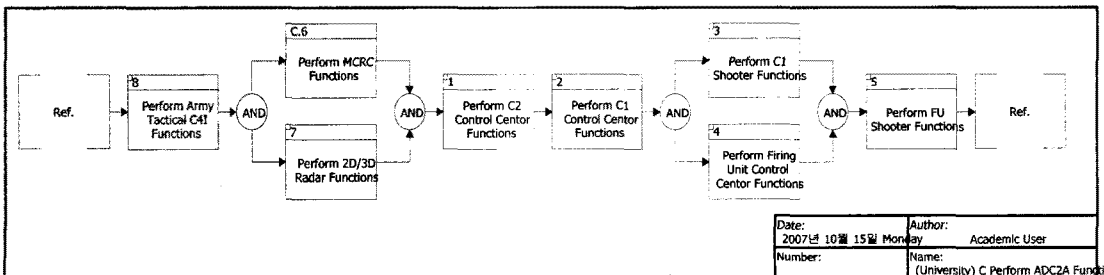 Ref.
8
Perform Army
Tactical C4I
Functions
AND
C.6
Perform MCRC
Functions
7
Perform 2D/3D
Radar Functions
AND
1
Perform C2
Control Centor
Functions
2
Perform C1
Control Centor
Functions
AND
3
Perform C1
Shooter Functions
4
Perform Firing
Unit Control
Centor Functions
AND
5
Perform FU
Shooter Functions
Ref.
Date:
2007년 10월 15일 Monday
Author:
Academic User
Number:
Name:
(University) C Perform ADC2A Functi